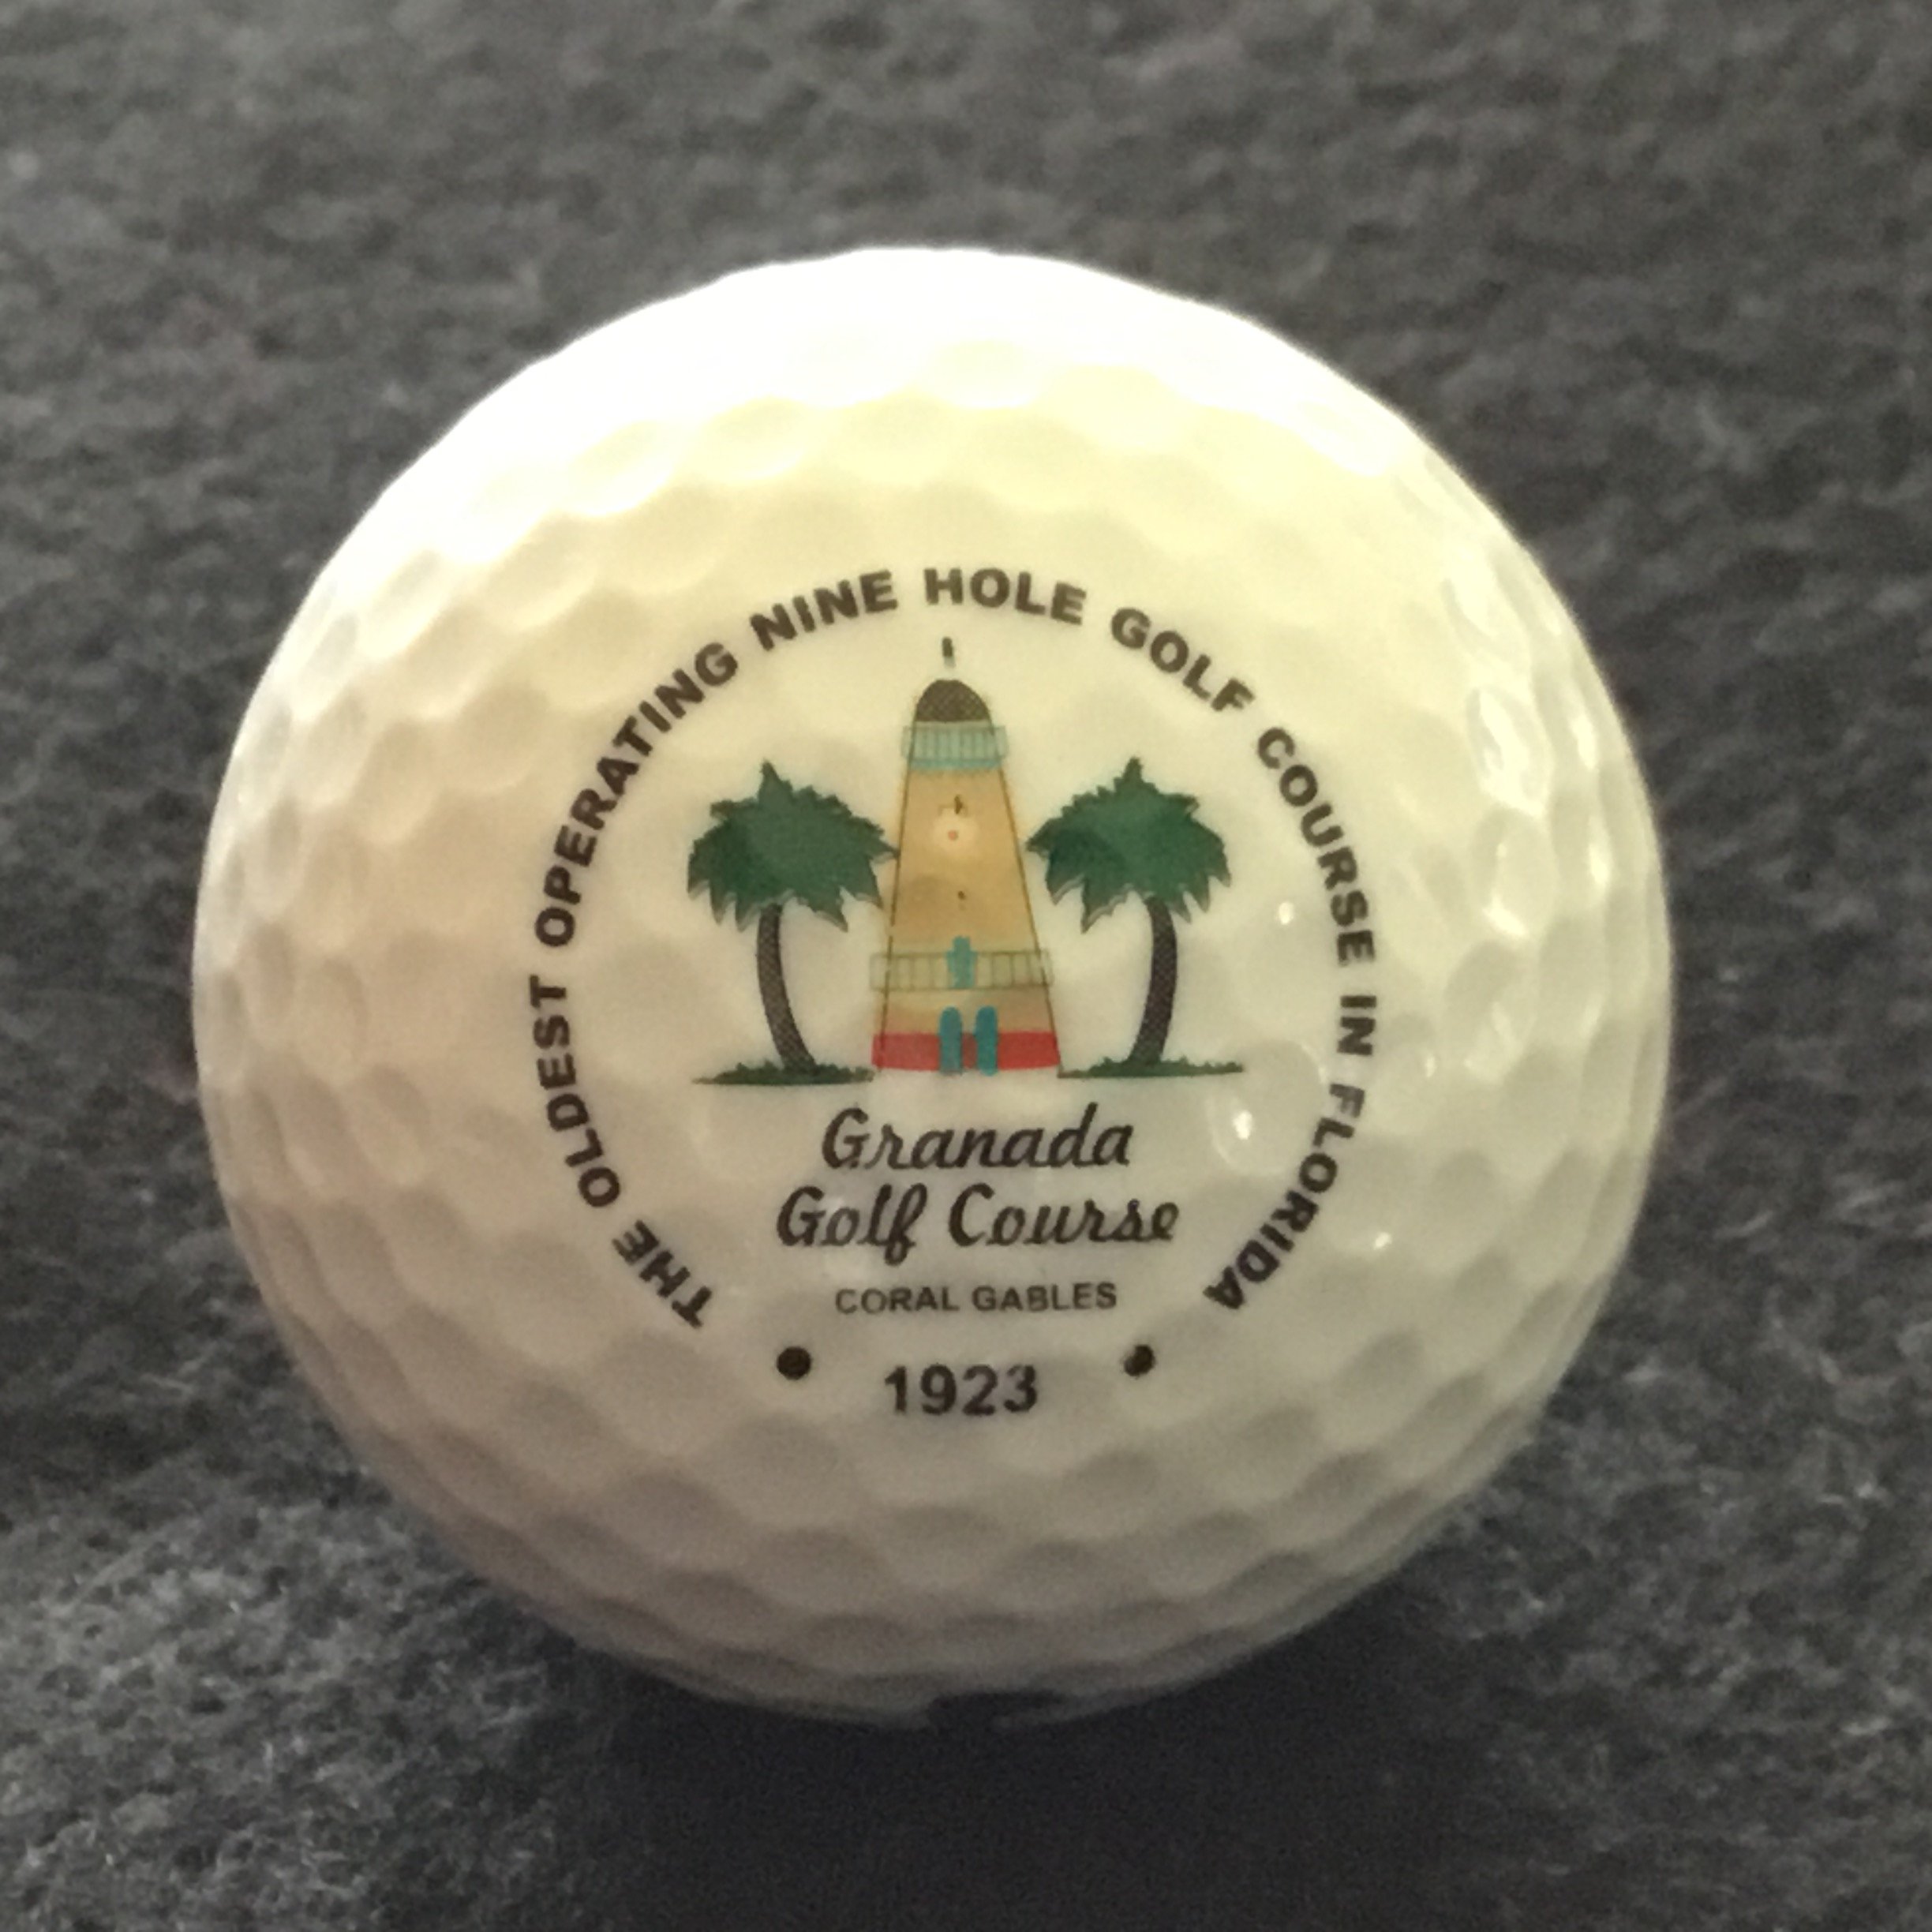 THE OLDEST OPERATING NINE HOLE GOLF COURSE IN FLORIDA
Granada
Golf Course
CORAL GABLES
• 1923 •